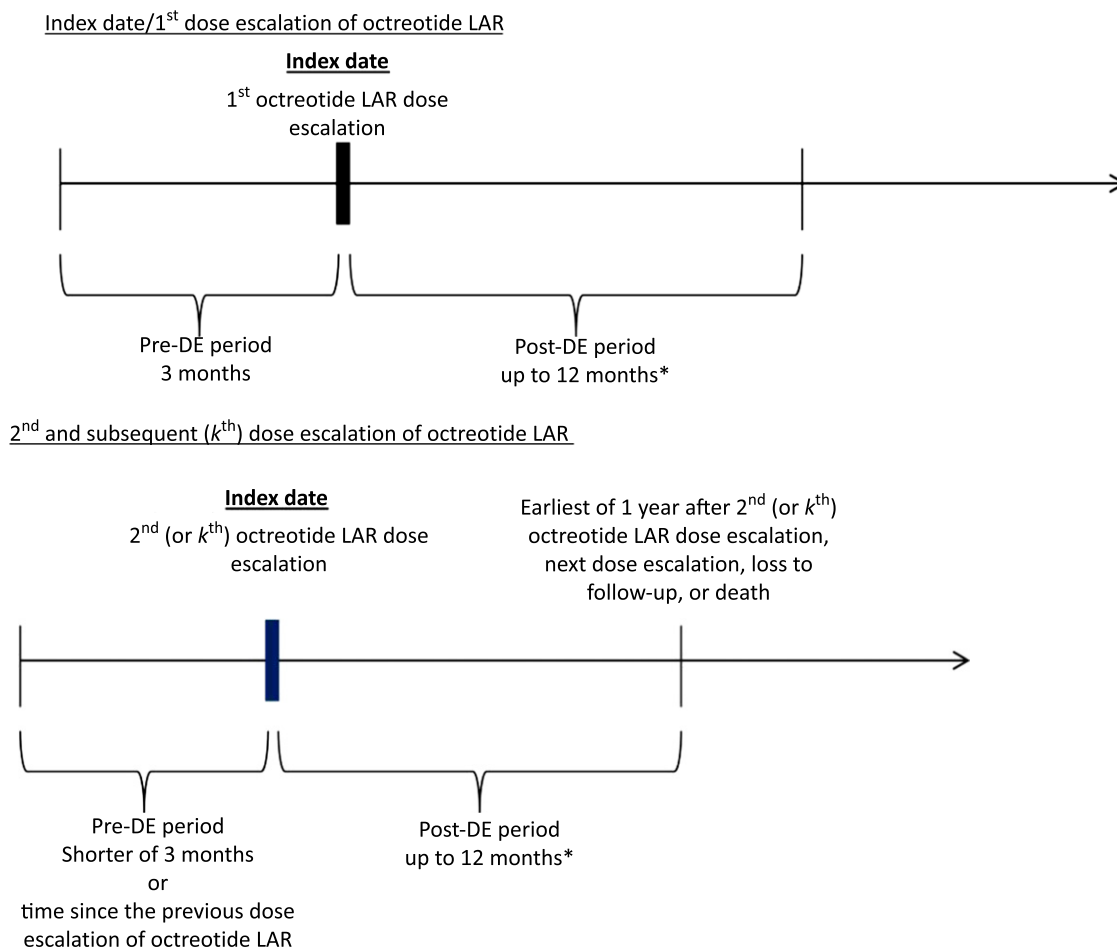 Index date/1st dose escalation of octreotide LAR
Index date
1st octreotide LAR dose
escalation
Pre-DE period
3 months
Post-DE period
up to 12 months*
2nd and subsequent (kth) dose escalation of octreotide LAR
Index date
2nd (or kth) octreotide LAR dose
escalation
Earliest of 1 year after 2nd (or kth)
octreotide LAR dose escalation,
next dose escalation, loss to
follow-up, or death
Pre-DE period
Shorter of 3 months
or
time since the previous dose
escalation of octreotide LAR
Post-DE period
up to 12 months*